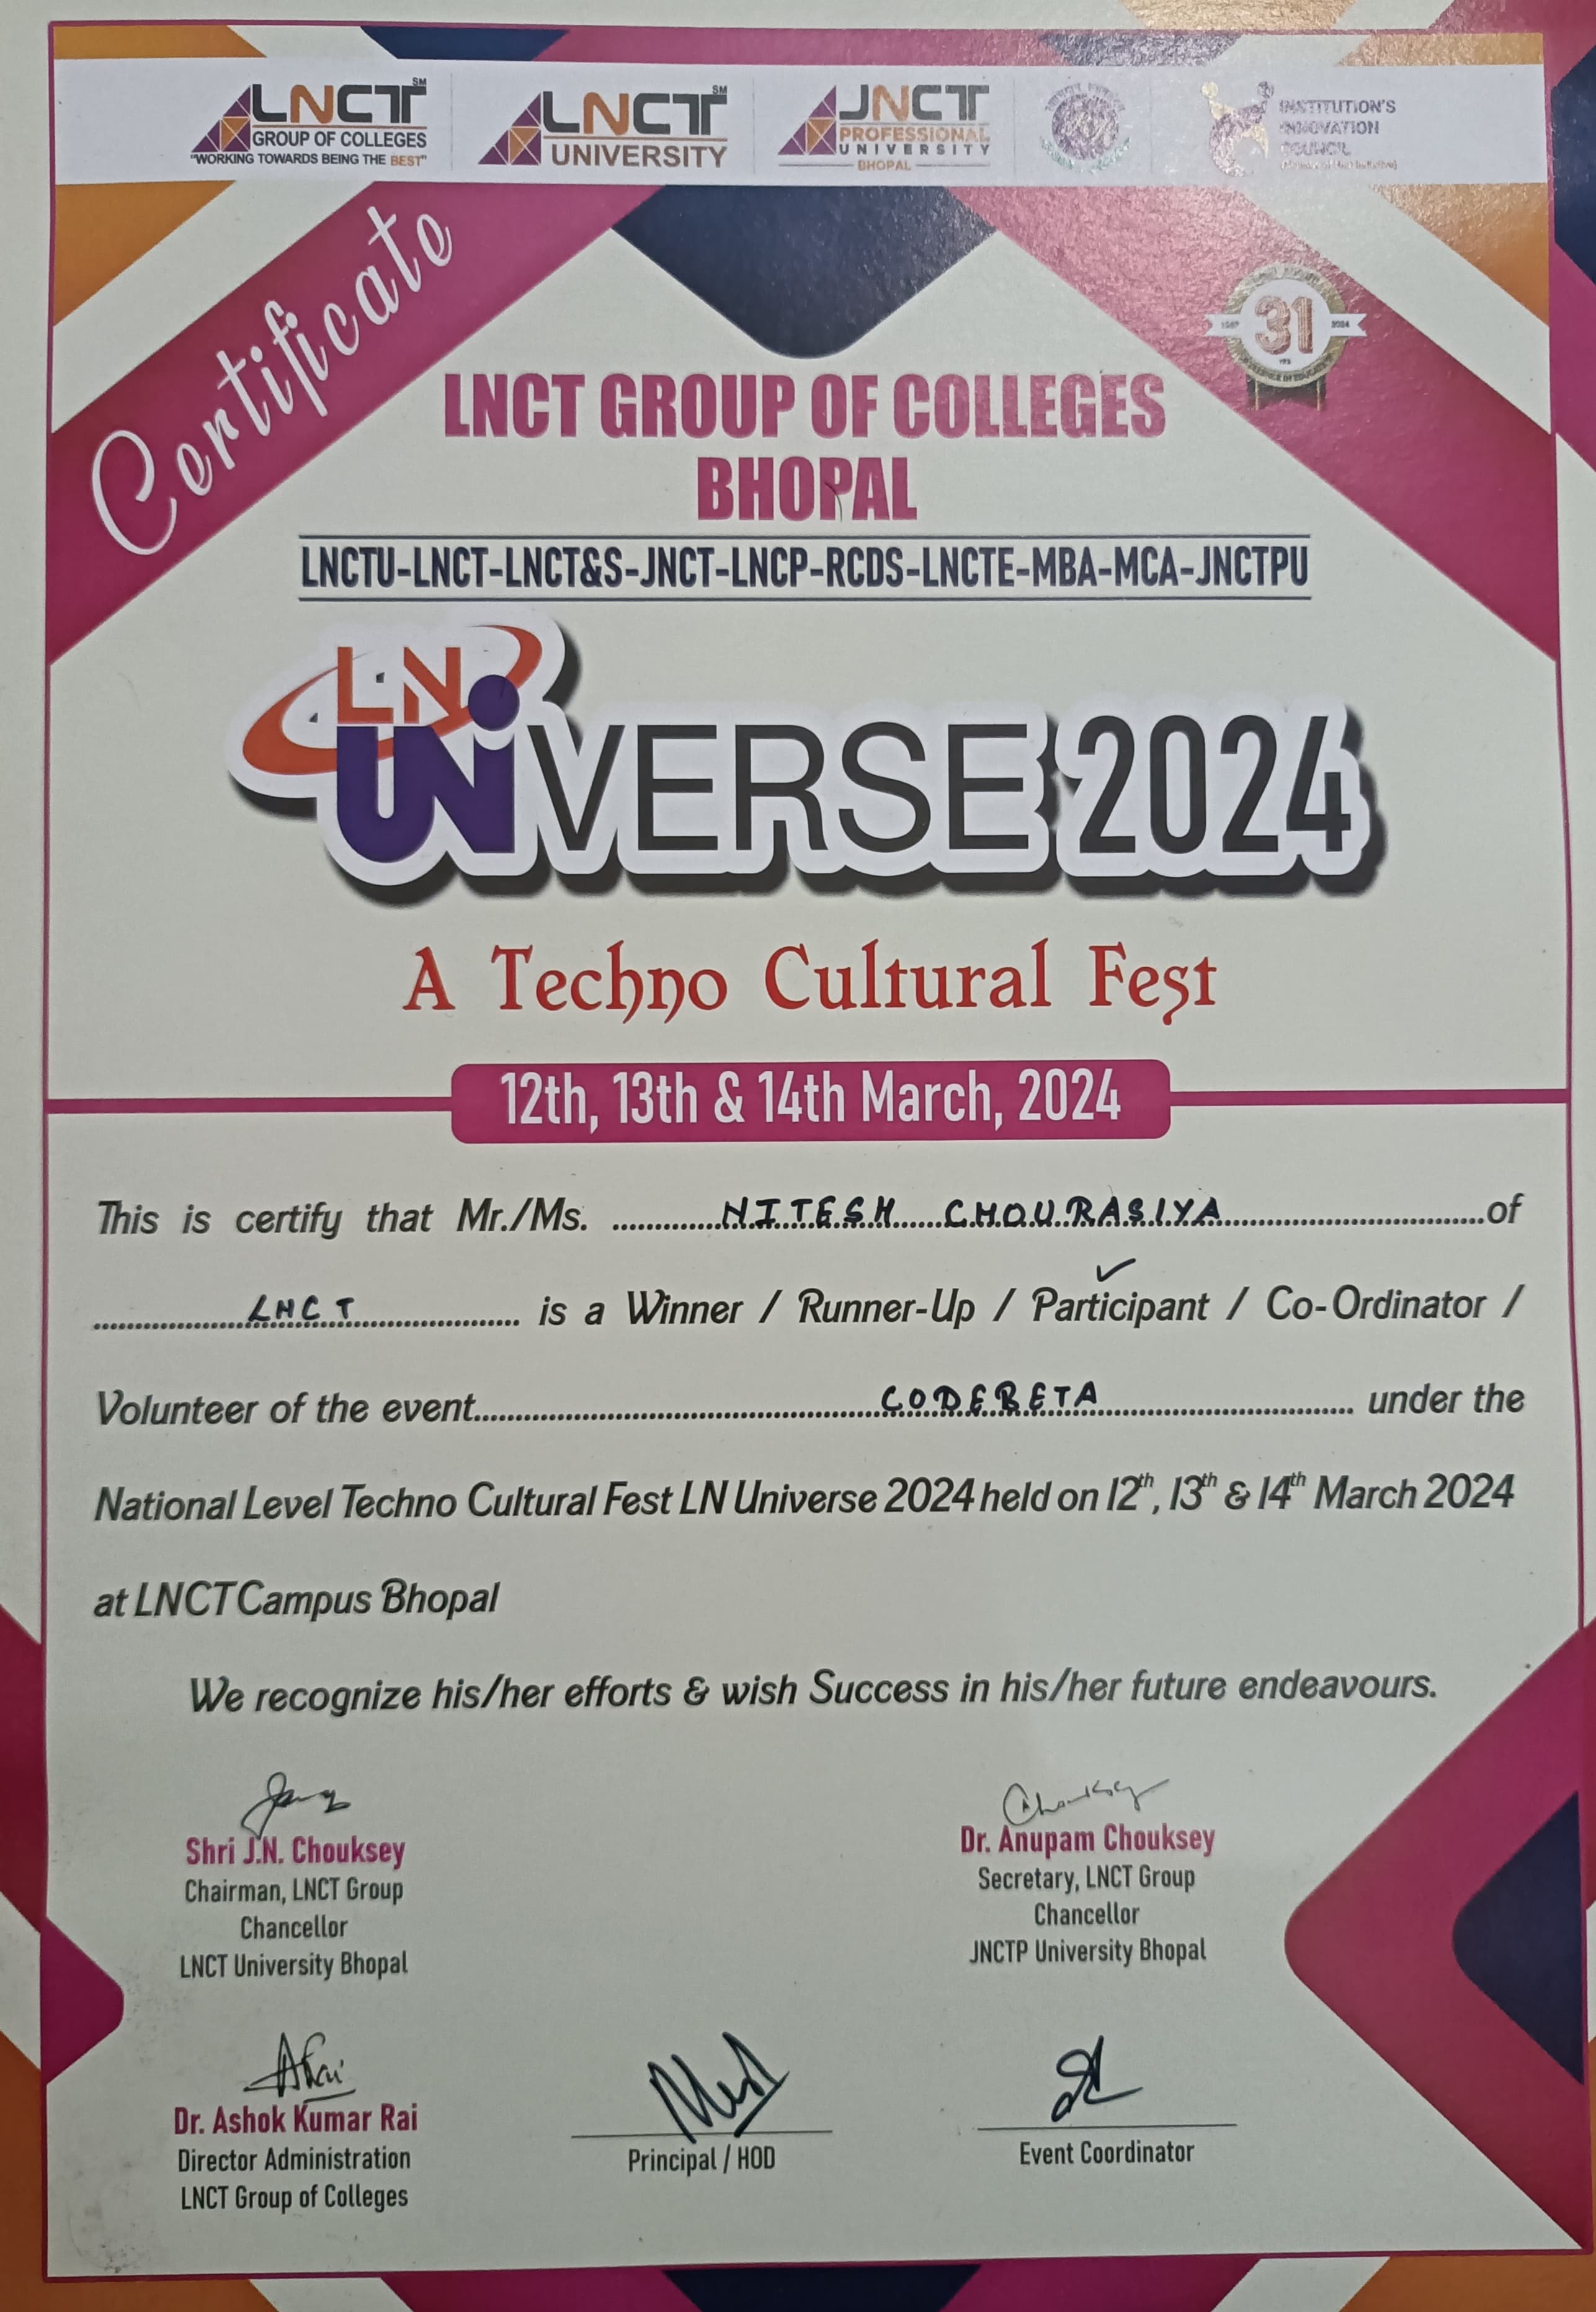 LNCT SM
GROUP OF COLLEGES
"WORKING TOWARDS BEING THE BEST"
LNCT SM
UNIVERSITY
JNCT
PROFESSIONAL
UNIVERSITY
BHOPAL
INSTITUTION'S
INNOVATION
COUNCIL
Certificate
31
2024
LNCT GROUP OF COLLEGES
BHOPAL
LNCTU-LNCT-LNCT&S-JNCT-LNCP-RCDS-LNCTE-MBA-MCA-JNCTPU
LN
UNiVERSE 2024
A Techno Cultural Fest
12th, 13th & 14th March, 2024
This is certify that Mr./Ms. NITESH CHOURASIYA of
LNCT is a Winner / Runner-Up / Participant / Co-Ordinator /
Volunteer of the event CODEBETA under the
National Level Techno Cultural Fest LN Universe 2024 held on 12th, 13th & 14th March 2024
at LNCT Campus Bhopal
We recognize his/her efforts & wish Success in his/her future endeavours.
Shri J.N. Chouksey
Chairman, LNCT Group
Chancellor
LNCT University Bhopal
Chouksey
Dr. Anupam Chouksey
Secretary, LNCT Group
Chancellor
JNCTP University Bhopal
Dr. Ashok Kumar Rai
Director Administration
LNCT Group of Colleges
Principal / HOD
Event Coordinator